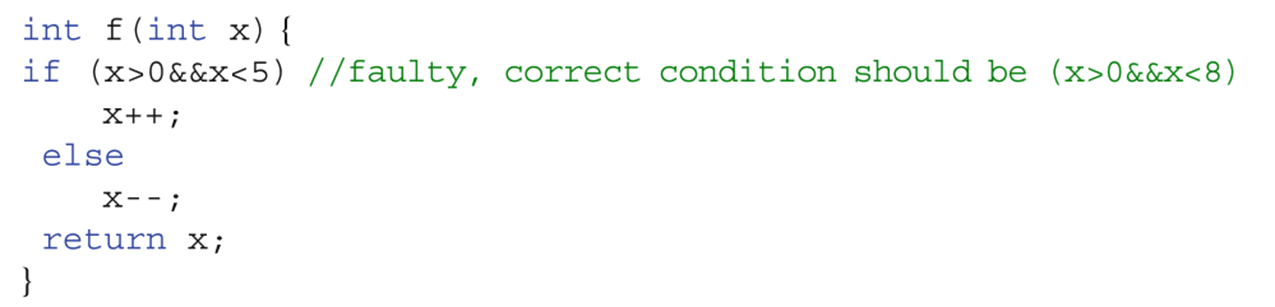 int f(int x) {
if (x>0&&x<5) //faulty, correct condition should be (x>0&&x<8)
    x++;
 else
    x--;
 return x;
}